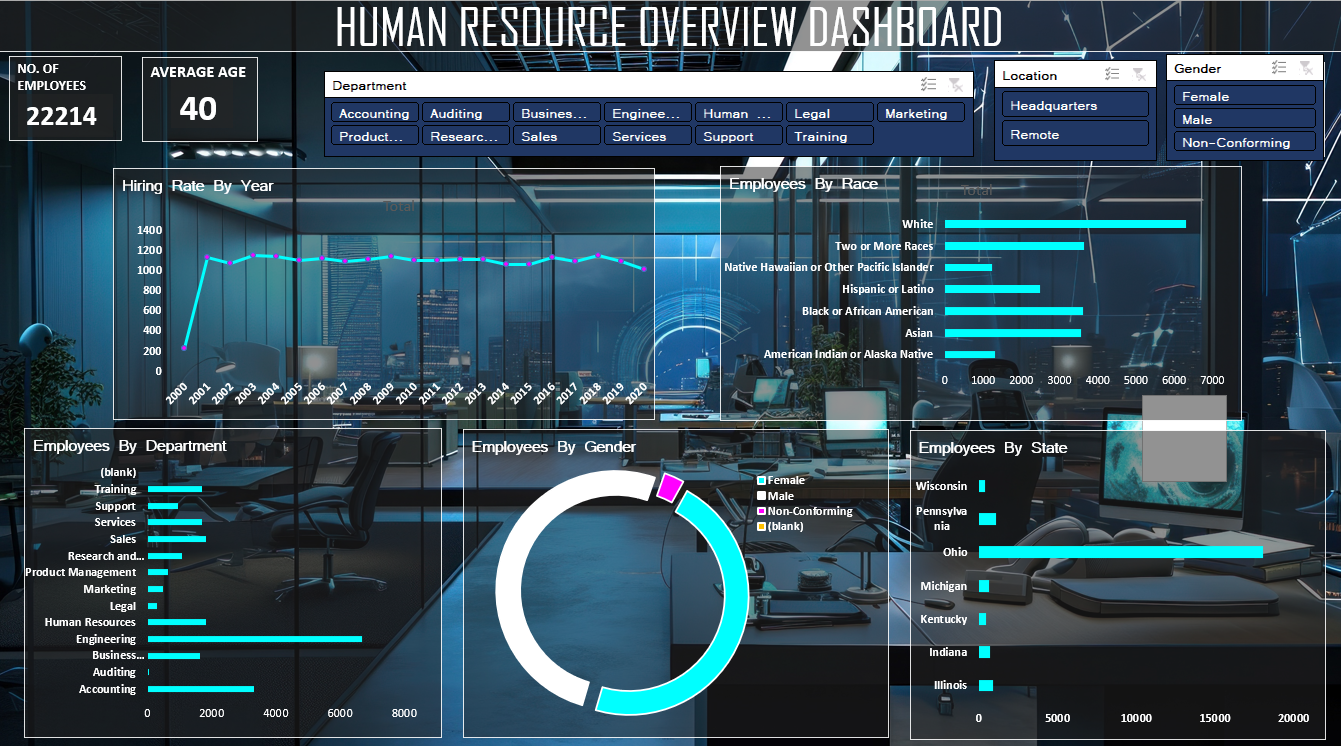 HUMAN RESOURCE OVERVIEW DASHBOARD
NO. OF
EMPLOYEES
22214
AVERAGE AGE
40
Department
Accounting Auditing Busines... Enginee... Human ... Legal Marketing
Product... Researc... Sales Services Support Training
Location
Headquarters
Remote
Gender
Female
Male
Non-Conforming
Hiring Rate By Year
Total
1400
1200
1000
800
600
400
200
0
2000 2001 2002 2003 2004 2005 2006 2007 2008 2009 2010 2011 2012 2013 2014 2015 2016 2017 2018 2019 2020
Employees By Race
Total
White
Two or More Races
Native Hawaiian or Other Pacific Islander
Hispanic or Latino
Black or African American
Asian
American Indian or Alaska Native
0 1000 2000 3000 4000 5000 6000 7000
Employees By Department
(blank)
Training
Support
Services
Sales
Research and...
Product Management
Marketing
Legal
Human Resources
Engineering
Business...
Auditing
Accounting
0 2000 4000 6000 8000
Employees By Gender
Female
Male
Non-Conforming
(blank)
Employees By State
Wisconsin
Pennsylva
nia
Ohio
Michigan
Kentucky
Indiana
Illinois
0 5000 10000 15000 20000